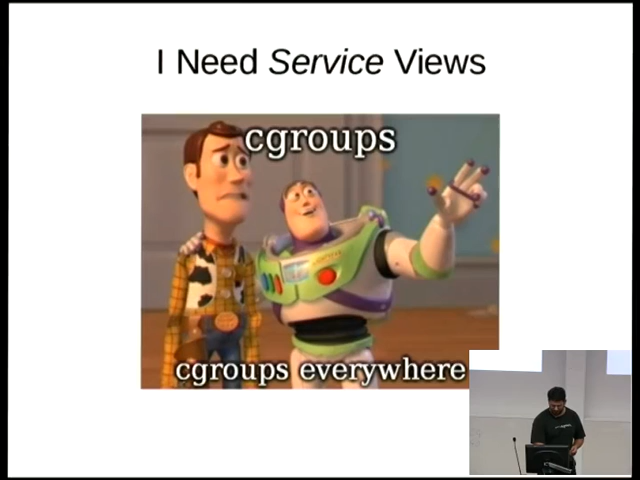 I Need Service Views
cgroups
cgroups everywhere